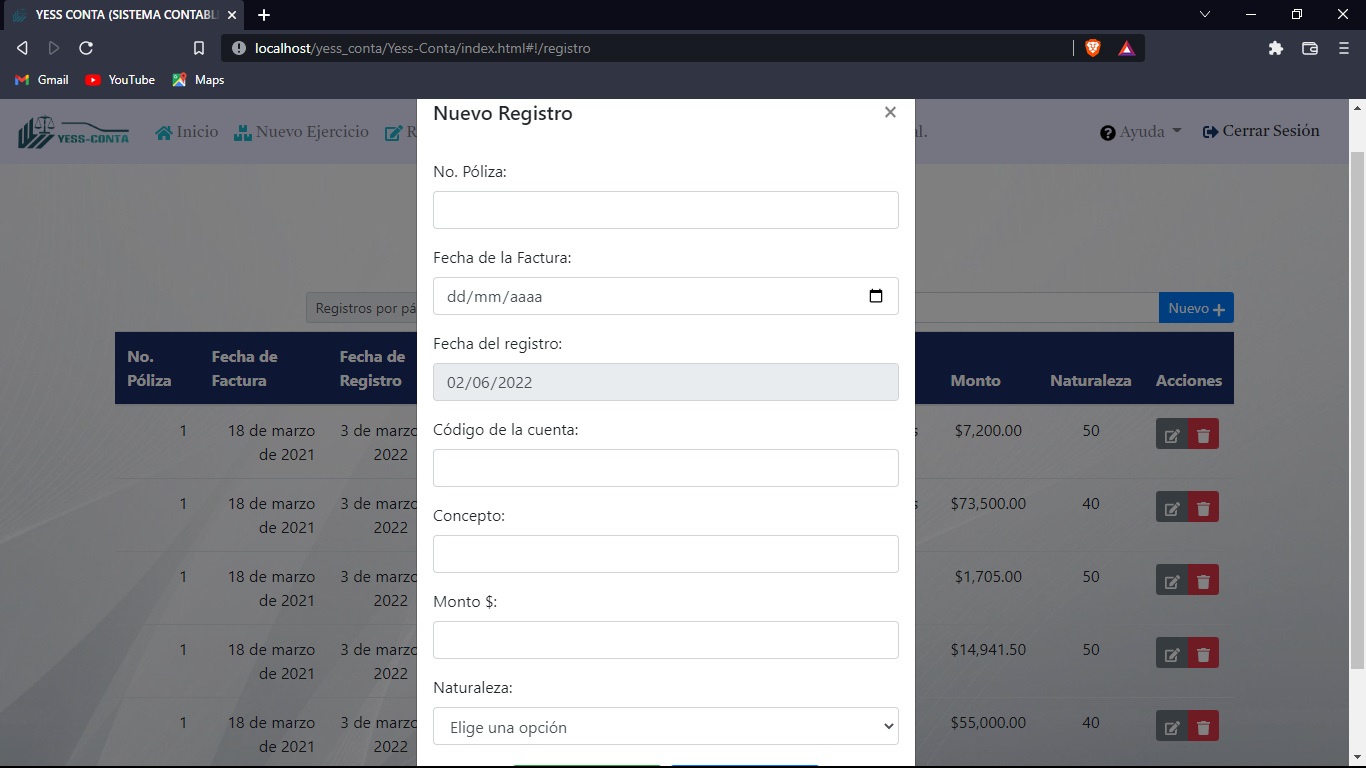 YESS CONTA (SISTEMA CONTABL
localhost/yess_conta/Yess-Conta/index.html#!/registro
Gmail YouTube Maps
YESS-CONTA Inicio Nuevo Ejercicio R al. Ayuda Cerrar Sesión
Nuevo Registro ×
No. Póliza:
Fecha de la Factura:
dd/mm/aaaa
Fecha del registro:
02/06/2022
Código de la cuenta:
Concepto:
Monto $:
Naturaleza:
Elige una opción
Registros por pá
Nuevo +
No. Póliza Fecha de Factura Fecha de Registro Monto Naturaleza Acciones
1 18 de marzo de 2021 3 de marzo 2022 s $7,200.00 50
1 18 de marzo de 2021 3 de marzo 2022 s $73,500.00 40
1 18 de marzo de 2021 3 de marzo 2022 $1,705.00 50
1 18 de marzo de 2021 3 de marzo 2022 $14,941.50 50
1 18 de marzo de 2021 3 de marzo 2022 $55,000.00 40